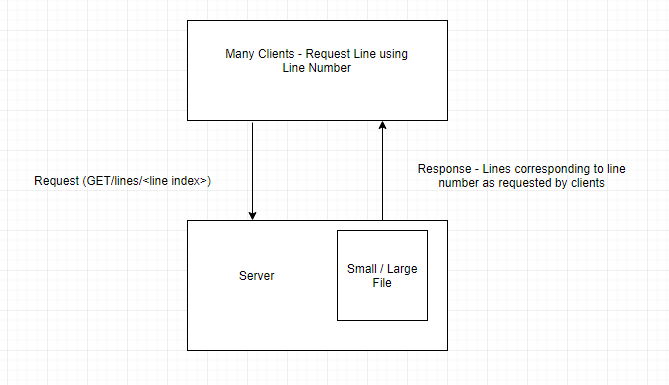 Many Clients - Request Line using
Line Number
Request (GET/lines/<line index>)
Response - Lines corresponding to line
number as requested by clients
Server
Small / Large
File